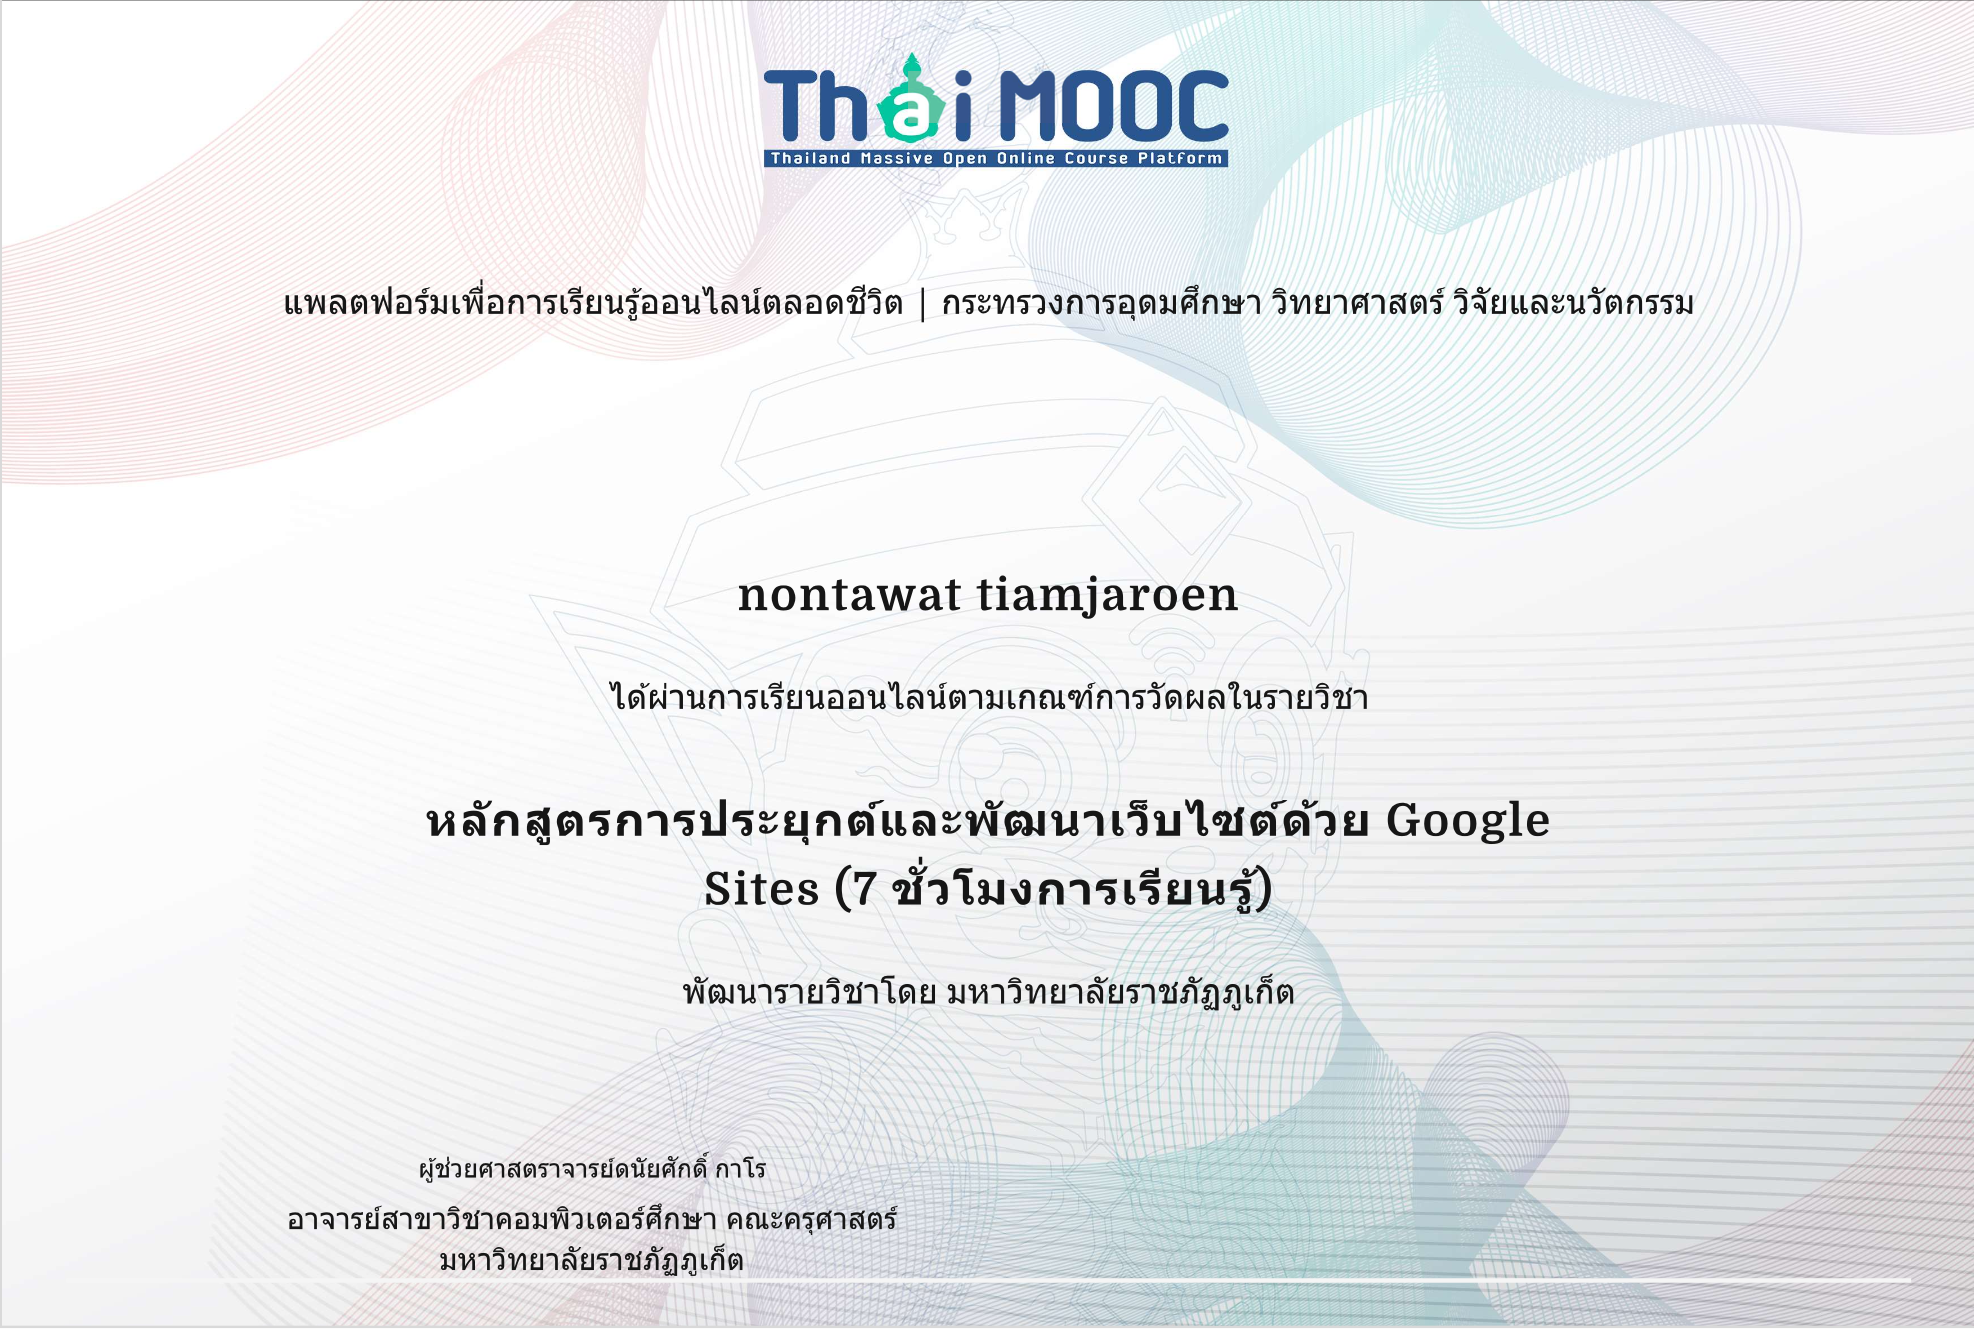 Thai MOOC
Thailand Massive Open Online Course Platform
แพลตฟอร์มเพื่อการเรียนรู้ออนไลน์ตลอดชีวิต | กระทรวงการอุดมศึกษา วิทยาศาสตร์ วิจัยและนวัตกรรม
nontawat tiamjaroen
ได้ผ่านการเรียนออนไลน์ตามเกณฑ์การวัดผลในรายวิชา
หลักสูตรการประยุกต์และพัฒนาเว็บไซต์ด้วย Google
Sites (7 ชั่วโมงการเรียนรู้)
พัฒนารายวิชาโดย มหาวิทยาลัยราชภัฏภูเก็ต
ผู้ช่วยศาสตราจารย์ดนัยศักดิ์ กาโร
อาจารย์สาขาวิชาคอมพิวเตอร์ศึกษา คณะครุศาสตร์
มหาวิทยาลัยราชภัฏภูเก็ต